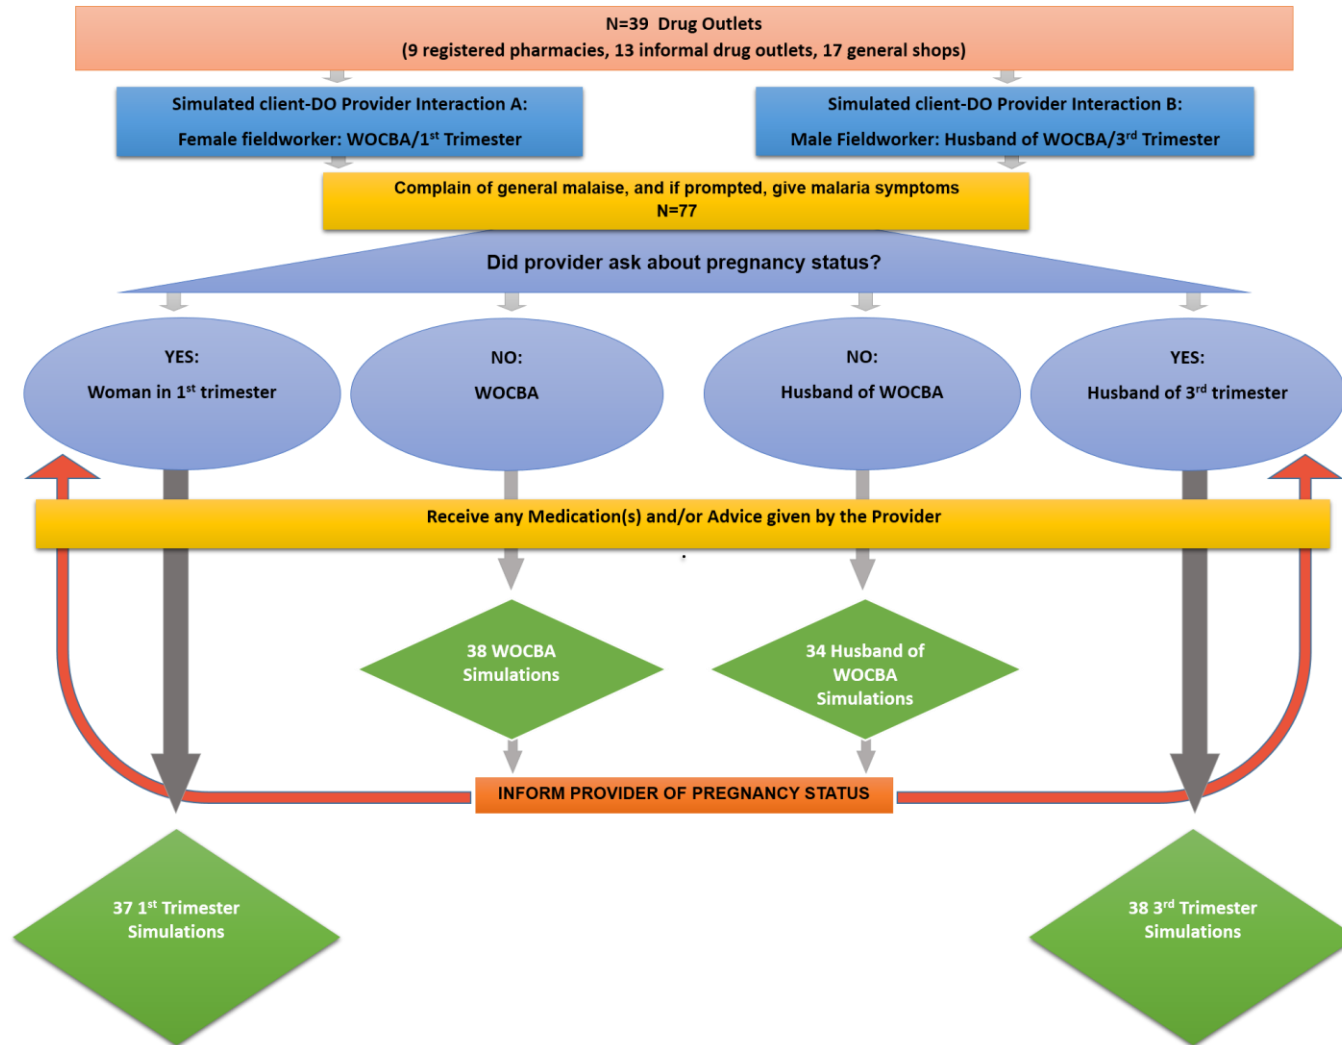 N=39 Drug Outlets
(9 registered pharmacies, 13 informal drug outlets, 17 general shops)
Simulated client-DO Provider Interaction A:
Female fieldworker: WOCBA/1st Trimester
Simulated client-DO Provider Interaction B:
Male Fieldworker: Husband of WOCBA/3rd Trimester
Complain of general malaise, and if prompted, give malaria symptoms
N=77
Did provider ask about pregnancy status?
YES:
Woman in 1st trimester
NO:
WOCBA
NO:
Husband of WOCBA
YES:
Husband of 3rd trimester
Receive any Medication(s) and/or Advice given by the Provider
.
38 WOCBA
Simulations
34 Husband of
WOCBA
Simulations
INFORM PROVIDER OF PREGNANCY STATUS
37 1st Trimester
Simulations
38 3rd Trimester
Simulations